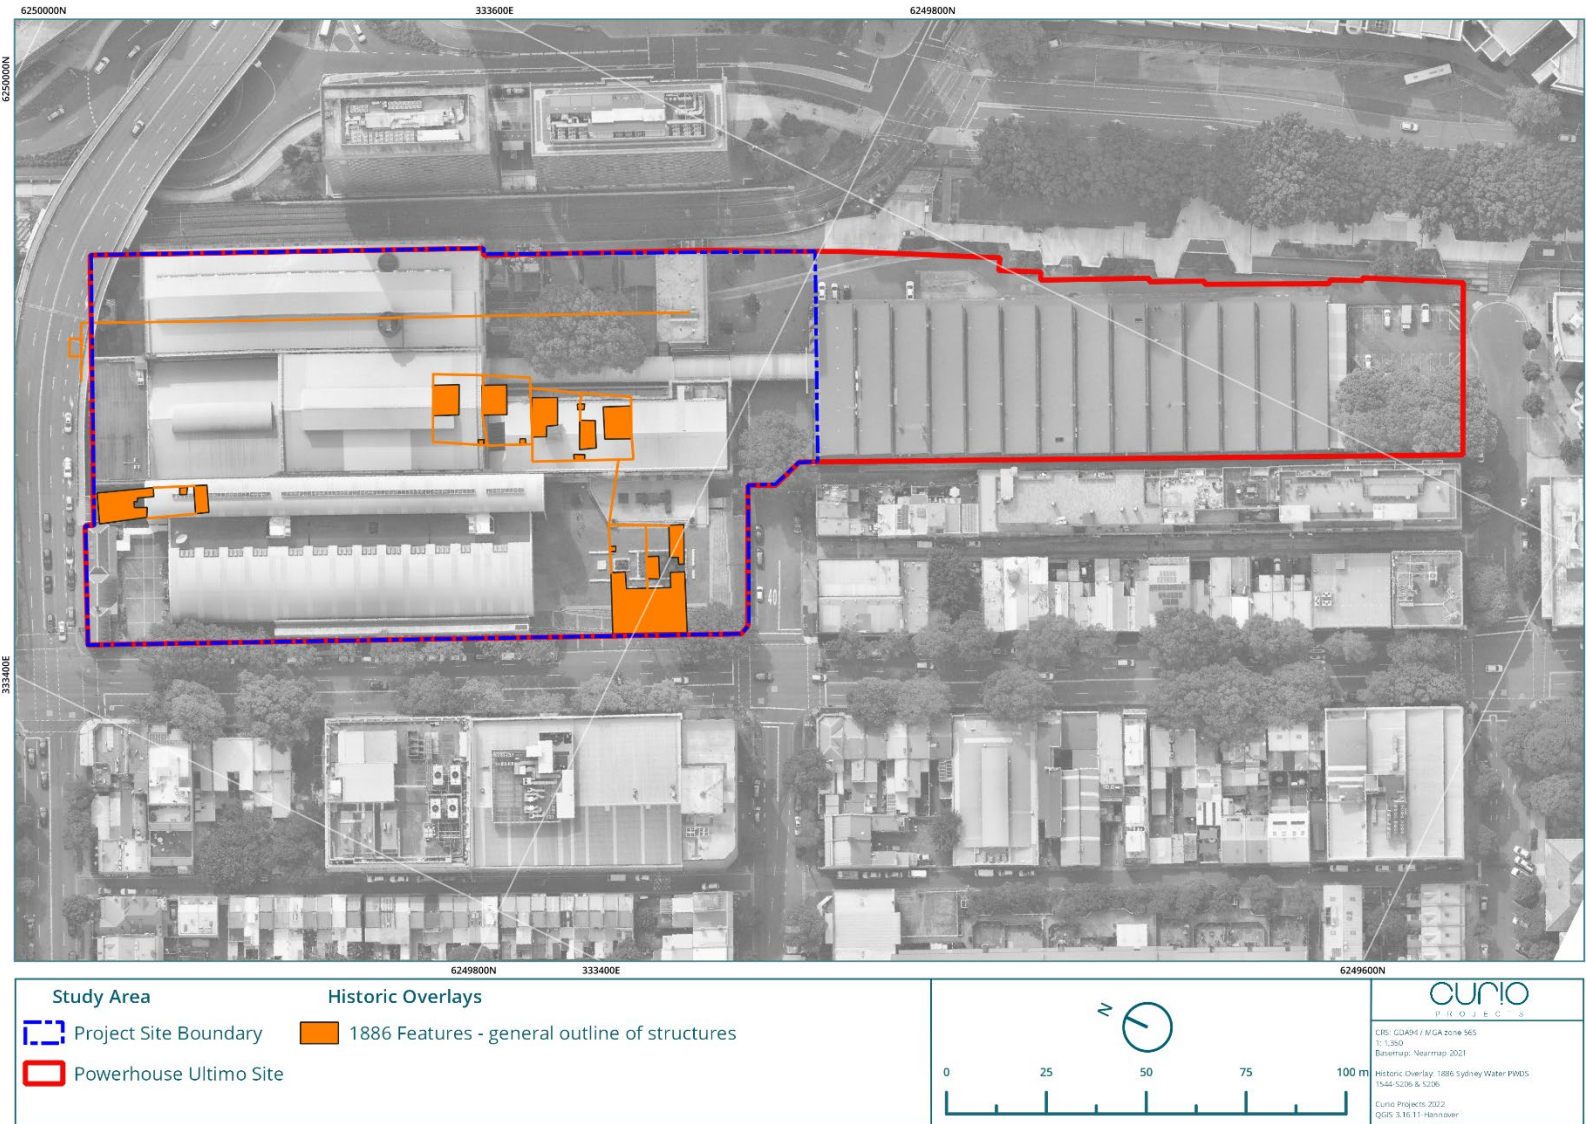 6250000N 333600E 6249800N
6250000N
333400E
6249800N 333400E 6249600N
Study Area
Project Site Boundary
Powerhouse Ultimo Site
Historic Overlays
1886 Features - general outline of structures
N
0 25 50 75 100 m
CURIO
PROJECTS
CRS: GDA94 / MGA zone 56S
1: 1,350
Basemap: Nearmap 2021
Historic Overlay: 1886 Sydney Water PWDS
1544-S206 & S206
Curio Projects 2022
QGIS 3.16.11-Hannover